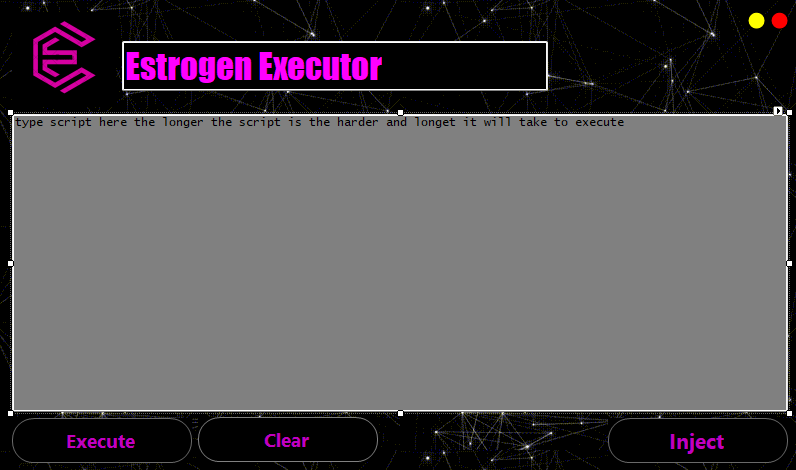 Estrogen Executor
type script here the longer the script is the harder and longet it will take to execute
Execute
Clear
Inject